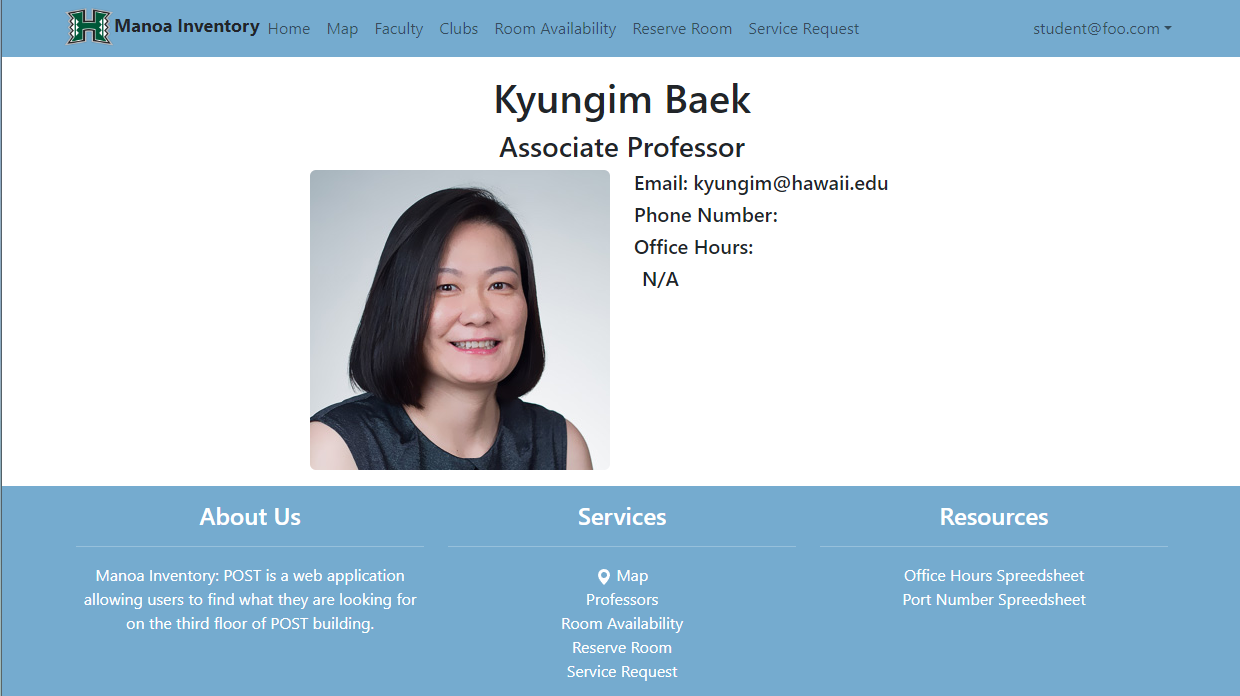 Manoa Inventory Home Map Faculty Clubs Room Availability Reserve Room Service Request student@foo.com
Kyungim Baek
Associate Professor
Email: kyungim@hawaii.edu
Phone Number:
Office Hours:
N/A
About Us
Manoa Inventory: POST is a web application
allowing users to find what they are looking for
on the third floor of POST building.
Services
Map
Professors
Room Availability
Reserve Room
Service Request
Resources
Office Hours Spreedsheet
Port Number Spreedsheet